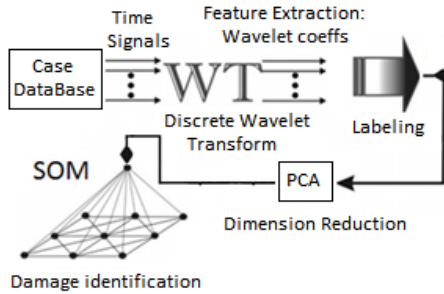 Time
Signals
Feature Extraction:
Wavelet coeffs
Case
DataBase
WT
Discrete Wavelet
Transform
Labeling
SOM
PCA
Dimension Reduction
Damage identification